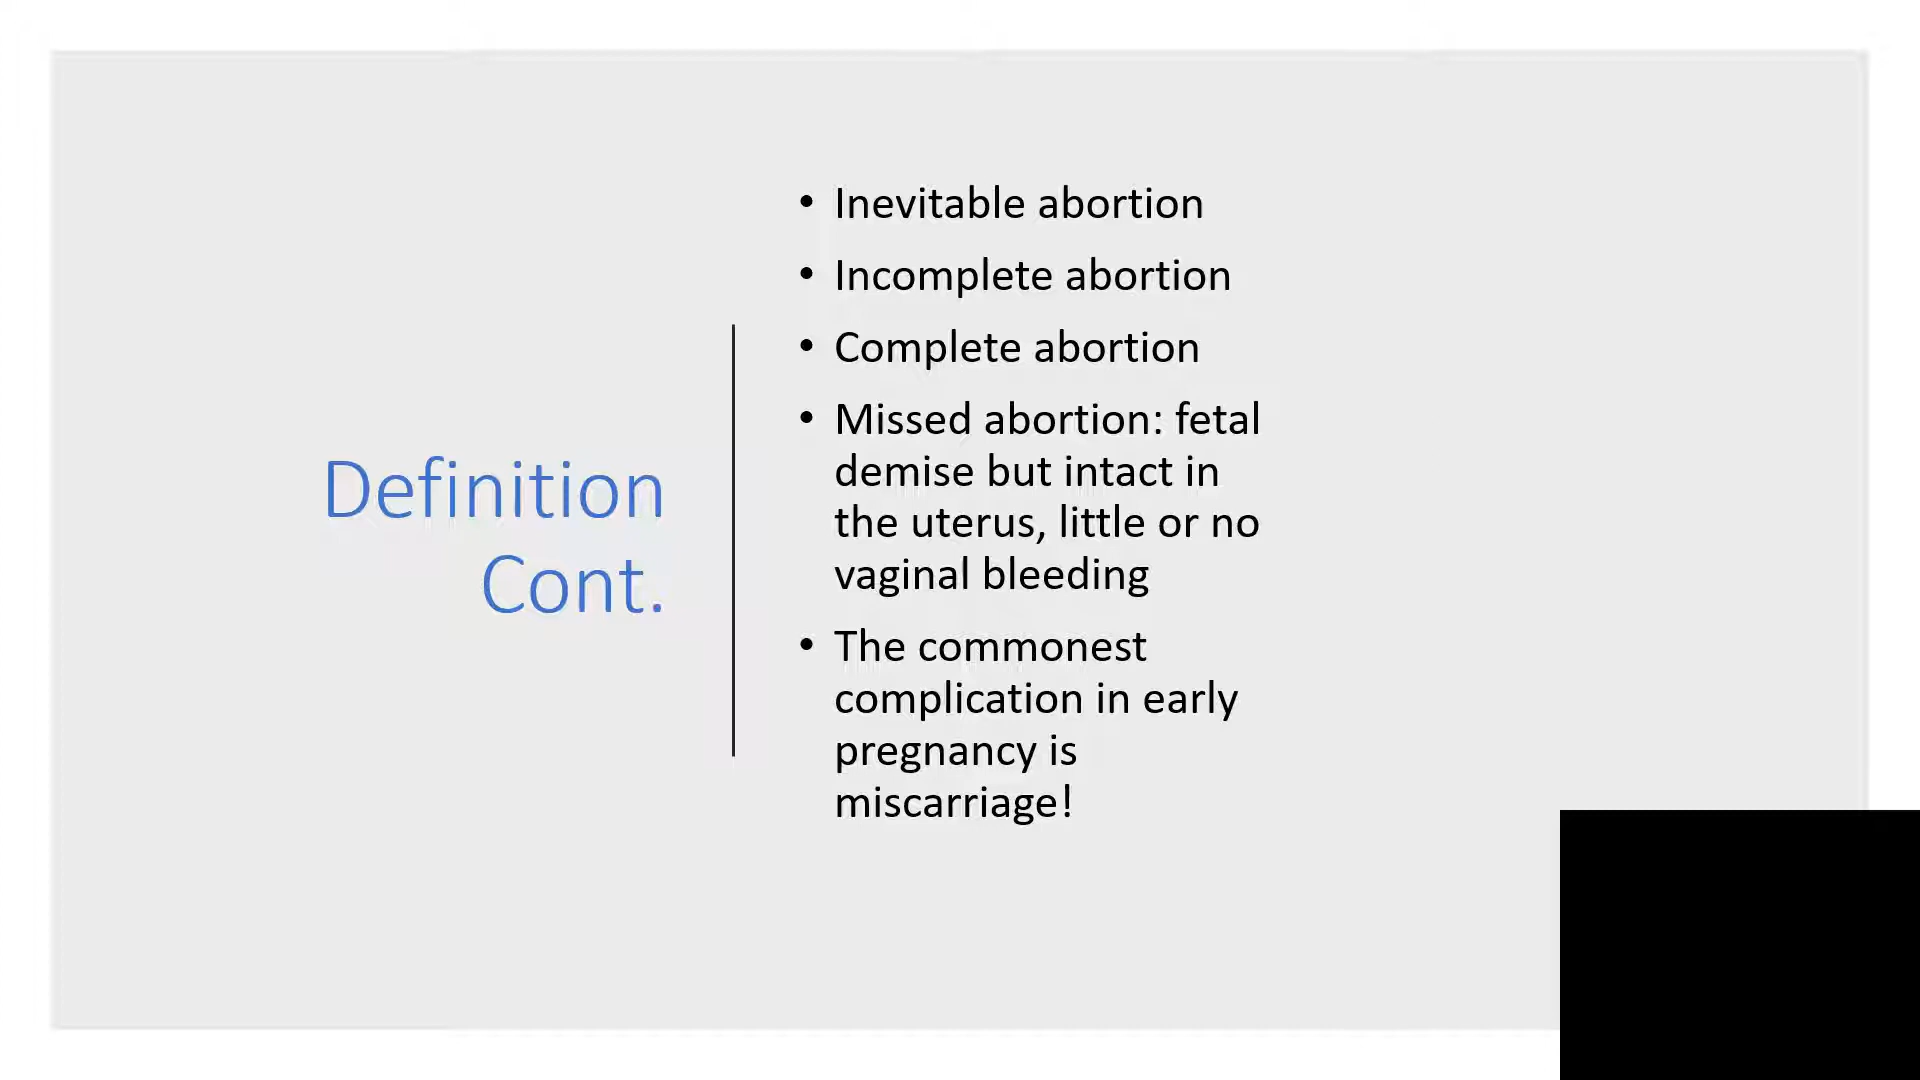 Definition
Cont.
• Inevitable abortion
• Incomplete abortion
• Complete abortion
• Missed abortion: fetal
demise but intact in
the uterus, little or no
vaginal bleeding
• The commonest
complication in early
pregnancy is
miscarriage!